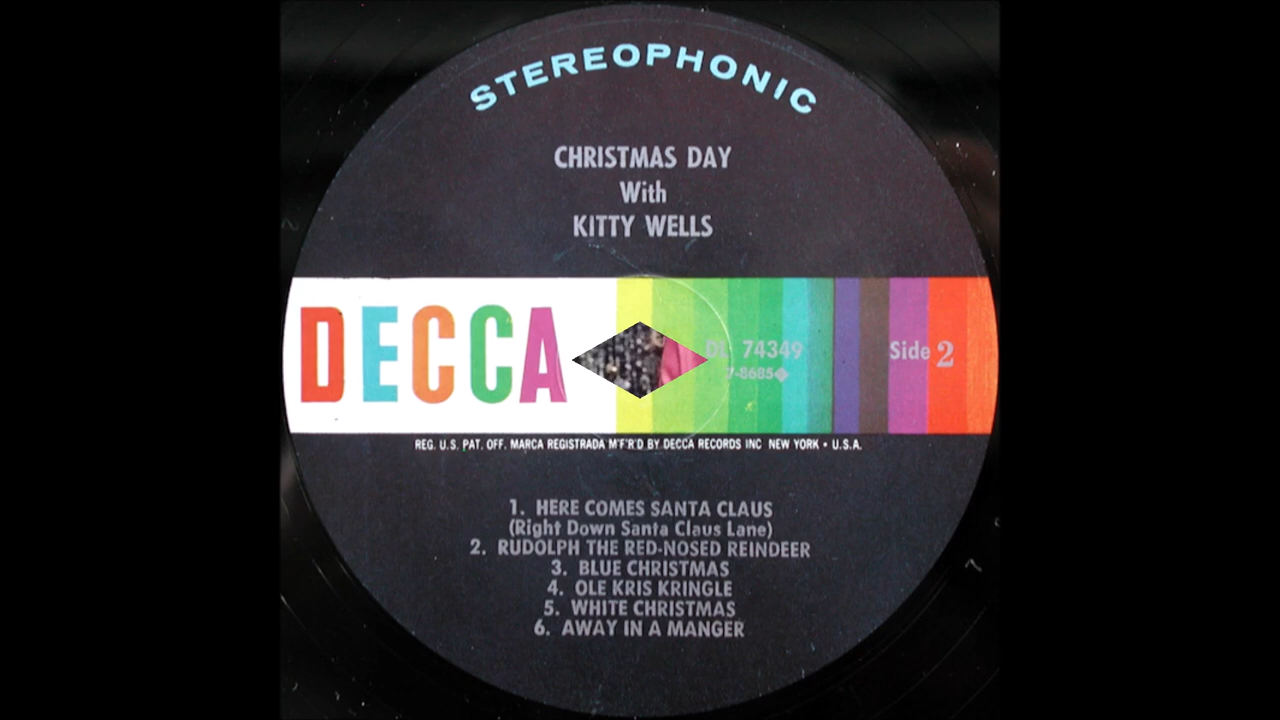 STEREOPHONIC
CHRISTMAS DAY
With
KITTY WELLS
DECCA
DL 74349
7-8685◆
Side 2
REG. U.S. PAT. OFF. MARCA REGISTRADA M'F'R'D BY DECCA RECORDS INC NEW YORK • U.S.A.
1. HERE COMES SANTA CLAUS
(Right Down Santa Claus Lane)
2. RUDOLPH THE RED-NOSED REINDEER
3. BLUE CHRISTMAS
4. OLE KRIS KRINGLE
5. WHITE CHRISTMAS
6. AWAY IN A MANGER